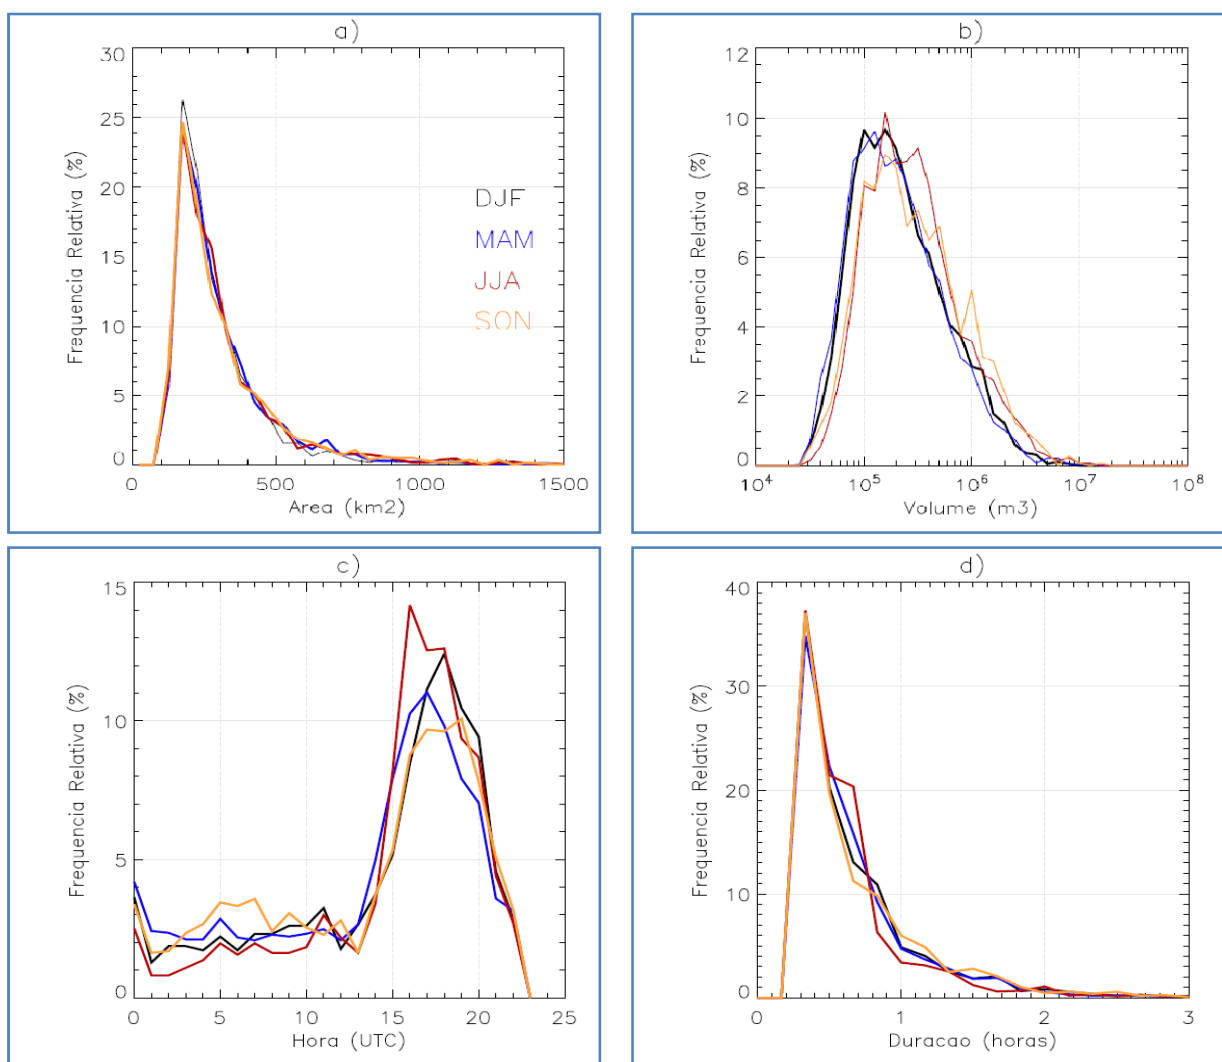 a)
30
25
20
15
10
5
0
Frequencia Relativa (%)
DJF
MAM
JJA
SON
0 500 1000 1500
Area (km2)
b)
12
10
8
6
4
2
0
Frequencia Relativa (%)
10⁴ 10⁵ 10⁶ 10⁷ 10⁸
Volume (m3)
c)
15
10
5
0
Frequencia Relativa (%)
0 5 10 15 20 25
Hora (UTC)
d)
40
30
20
10
0
Frequencia Relativa (%)
0 1 2 3
Duracao (horas)